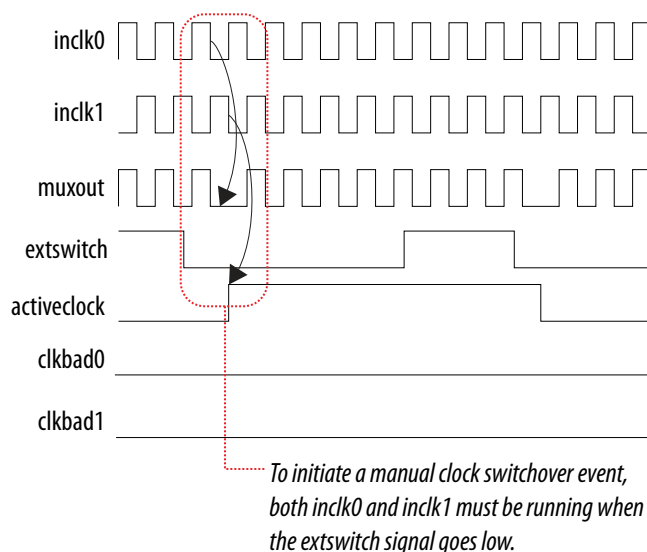 inclk0
inclk1
muxout
extswitch
activeclock
clkbad0
clkbad1
To initiate a manual clock switchover event,
both inclk0 and inclk1 must be running when
the extswitch signal goes low.